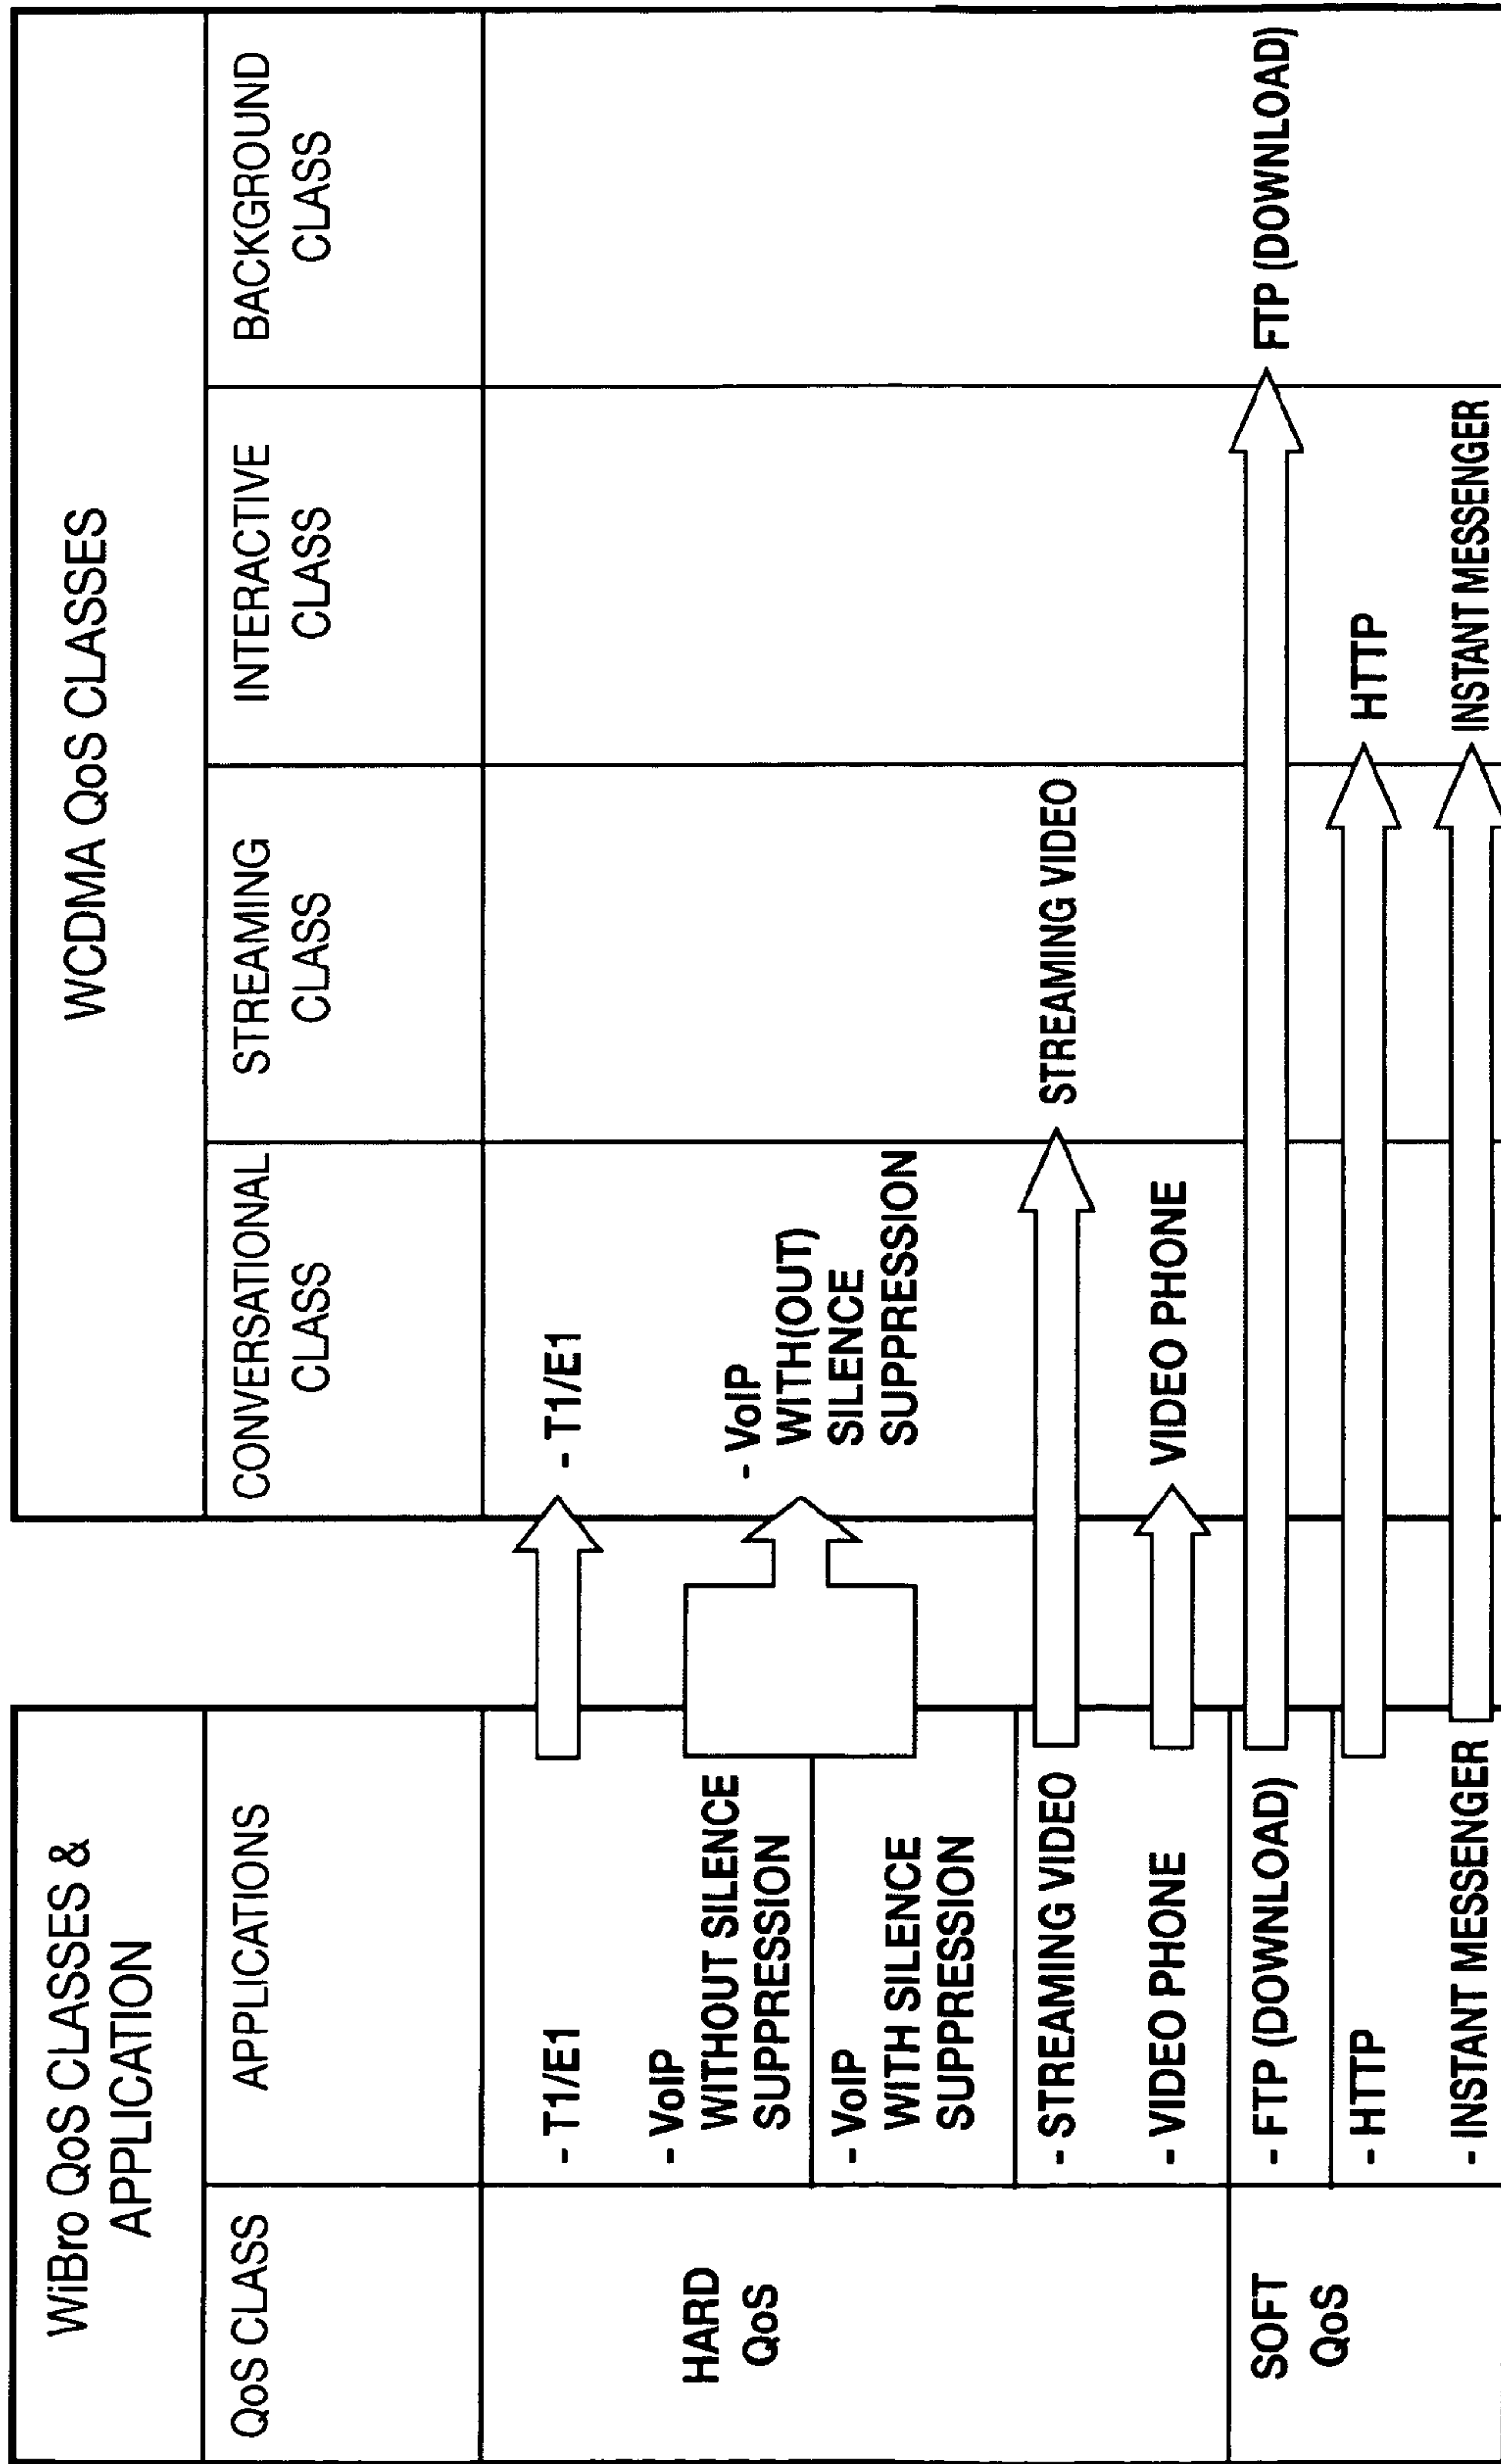 WiBro QoS CLASSES &
APPLICATION
QoS CLASS
APPLICATIONS
HARD
QoS
- T1/E1
- VoIP
WITHOUT SILENCE
SUPPRESSION
- VoIP
WITH SILENCE
SUPPRESSION
- STREAMING VIDEO
- VIDEO PHONE
SOFT
QoS
- FTP (DOWNLOAD)
- HTTP
- INSTANT MESSENGER
WCDMA QoS CLASSES
CONVERSATIONAL
CLASS
STREAMING
CLASS
INTERACTIVE
CLASS
BACKGROUND
CLASS
- T1/E1
- VoIP
WITH(OUT)
SILENCE
SUPPRESSION
STREAMING VIDEO
VIDEO PHONE
FTP (DOWNLOAD)
HTTP
INSTANT MESSENGER